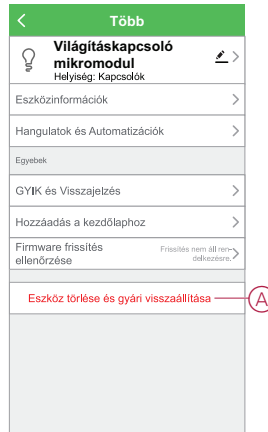 Több
Világításkapcsoló
mikromodul
Helyiség: Kapcsolók
Eszközinformációk
Hangulatok és Automatizációk
Egyebek
GYIK és Visszajelzés
Hozzáadás a kezdőlaphoz
Firmware frissítés
ellenőrzése
Frissítés nem áll ren-
delkezésre.
Eszköz törlése és gyári visszaállítása
A